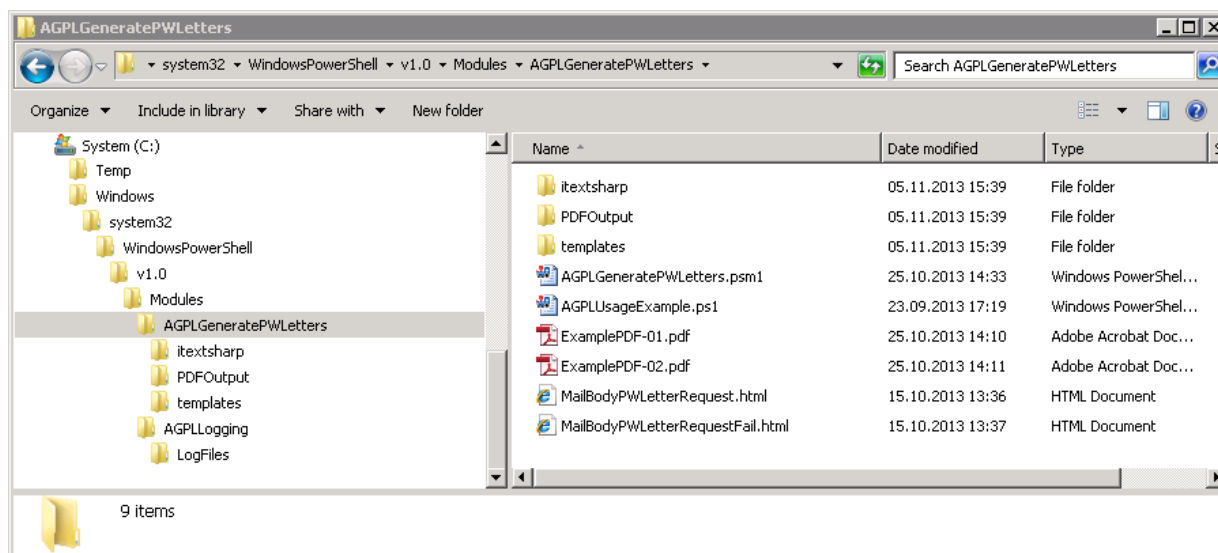 AGPLGeneratePWLetters
system32 WindowsPowerShell v1.0 Modules AGPLGeneratePWLetters Search AGPLGeneratePWLetters
Organize Include in library Share with New folder
System (C:)
Temp
Windows
system32
WindowsPowerShell
v1.0
Modules
AGPLGeneratePWLetters
itextsharp
PDFOutput
templates
AGPLLogging
LogFiles
Name Date modified Type
itextsharp 05.11.2013 15:39 File folder
PDFOutput 05.11.2013 15:39 File folder
templates 05.11.2013 15:39 File folder
AGPLGeneratePWLetters.psm1 25.10.2013 14:33 Windows PowerShel...
AGPLUsageExample.ps1 23.09.2013 17:19 Windows PowerShel...
ExamplePDF-01.pdf 25.10.2013 14:10 Adobe Acrobat Doc...
ExamplePDF-02.pdf 25.10.2013 14:11 Adobe Acrobat Doc...
MailBodyPWLetterRequest.html 15.10.2013 13:36 HTML Document
MailBodyPWLetterRequestFail.html 15.10.2013 13:37 HTML Document
9 items